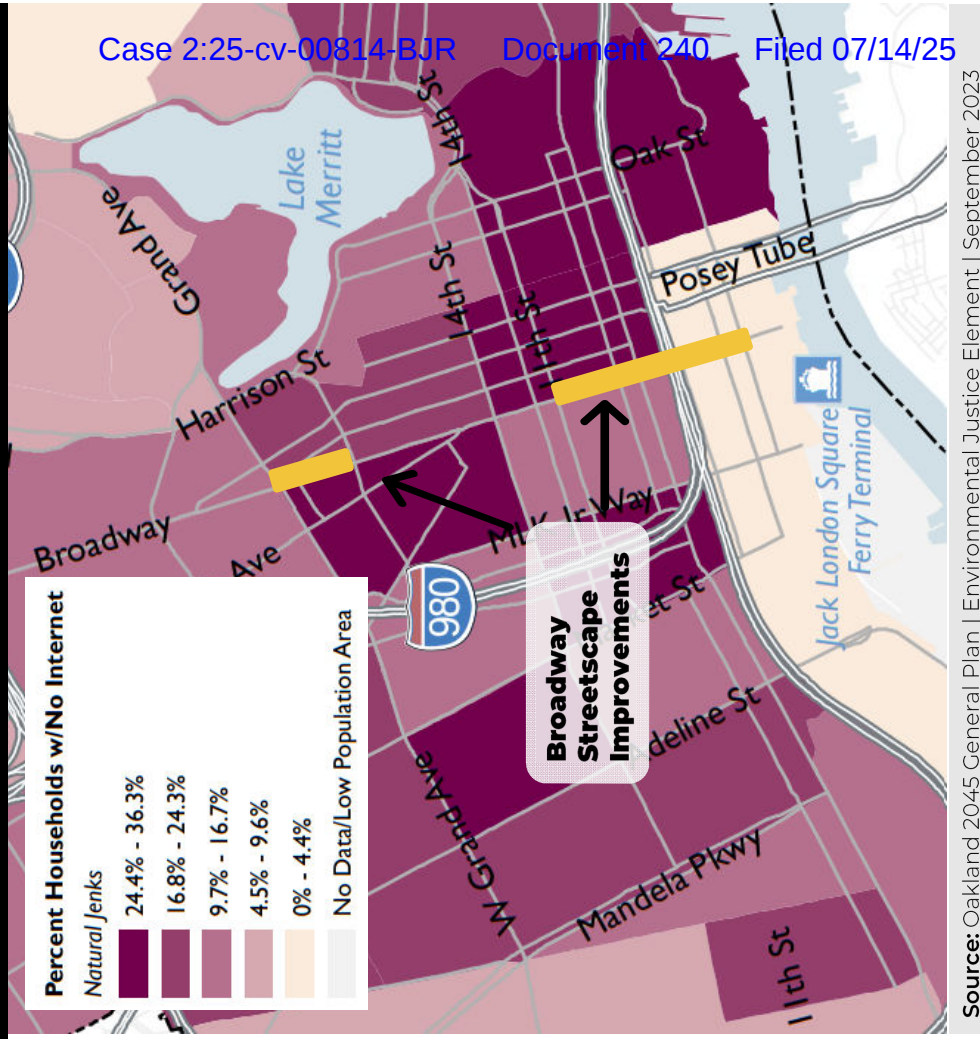 Case 2:25-cv-00814-BJR Document 240 Filed 07/14/25
Percent Households w/No Internet
Natural Jenks
24.4% - 36.3%
16.8% - 24.3%
9.7% - 16.7%
4.5% - 9.6%
0% - 4.4%
No Data/Low Population Area
Grand Ave
Lake
Merritt
14th St
Oak St
14th St
11th St
Posey Tube
Harrison St
Broadway
Ave
MLK Jr Way
980
Broadway
Streetscape
Improvements
Jack London Square
Ferry Terminal
St
Adeline St
W Grand Ave
Mandela Pkwy
11th St
Source: Oakland 2045 General Plan | Environmental Justice Element | September 2023